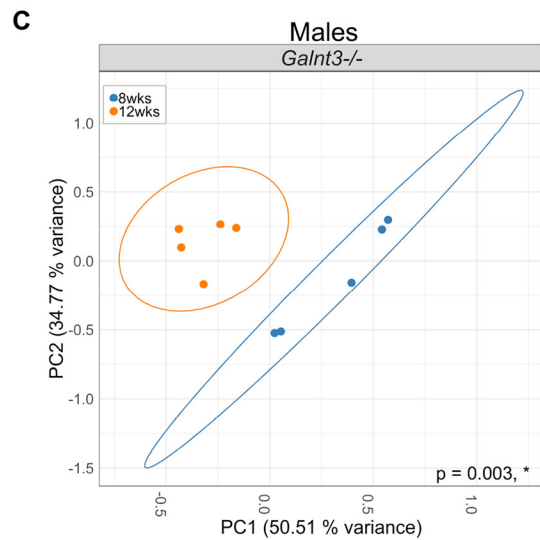 C
Males
Galnt3-/-
8wks
12wks
1.0
0.5
0.0
-0.5
-1.0
-1.5
PC2 (34.77 % variance)
p = 0.003, *
-0.5
0.0
0.5
1.0
PC1 (50.51 % variance)